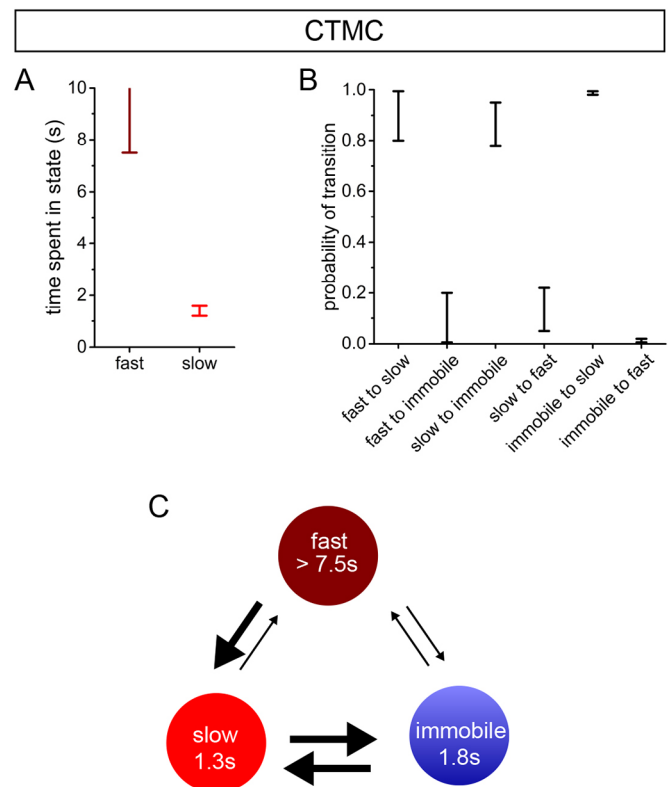 CTMC
A
time spent in state (s)
10
8
6
4
2
0
fast slow
B
probability of transition
1.0
0.8
0.6
0.4
0.2
0.0
fast to slow
fast to immobile
slow to immobile
slow to fast
immobile to slow
immobile to fast
C
fast
> 7.5s
slow
1.3s
immobile
1.8s